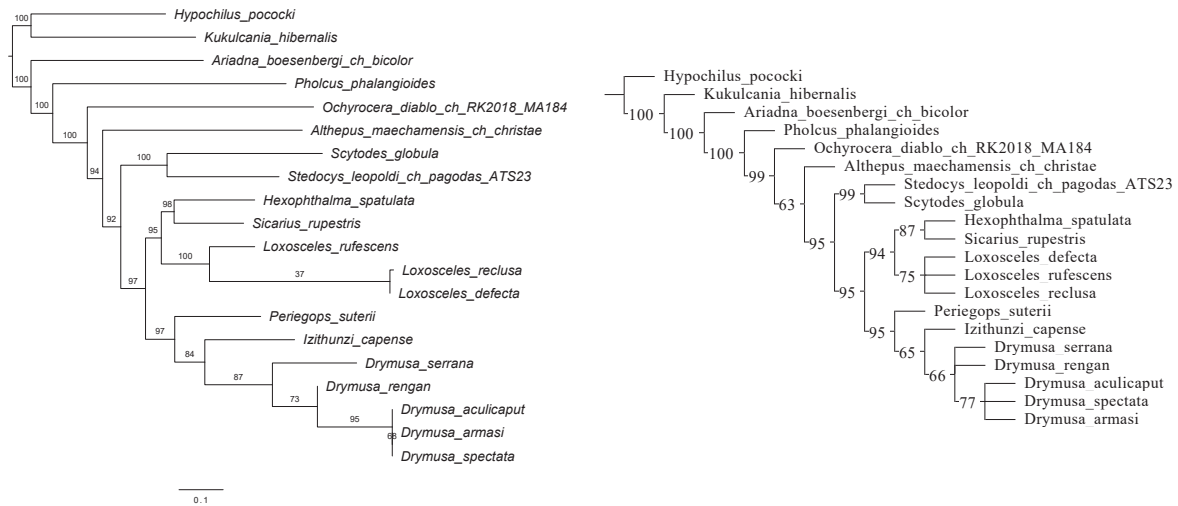 100
Hypochilus_pococki
Kukulcania_hibernalis
100
Ariadna_boesenbergi_ch_bicolor
100
Pholcus_phalangioides
100
Ochyrocera_diablo_ch_RK2018_MA184
94
Althepus_maechamensis_ch_christae
92
100
Scytodes_globula
Stedocys_leopoldi_ch_pagodas_ATS23
97
95
98
Hexophthalma_spatulata
Sicarius_rupestris
100
Loxosceles_rufescens
37
Loxosceles_reclusa
Loxosceles_defecta
97
Periegops_suterii
84
Izithunzi_capense
87
Drymusa_serrana
73
Drymusa_rengan
95
Drymusa_aculicaput
68
Drymusa_armasi
Drymusa_spectata
0.1
Hypochilus_pococki
100
Kukulcania_hibernalis
100
Ariadna_boesenbergi_ch_bicolor
100
Pholcus_phalangioides
99
Ochyrocera_diablo_ch_RK2018_MA184
63
Althepus_maechamensis_ch_christae
95
99
Stedocys_leopoldi_ch_pagodas_ATS23
Scytodes_globula
95
94
87
Hexophthalma_spatulata
Sicarius_rupestris
75
Loxosceles_defecta
Loxosceles_rufescens
Loxosceles_reclusa
95
Periegops_suterii
65
Izithunzi_capense
66
Drymusa_serrana
Drymusa_rengan
77
Drymusa_aculicaput
Drymusa_spectata
Drymusa_armasi